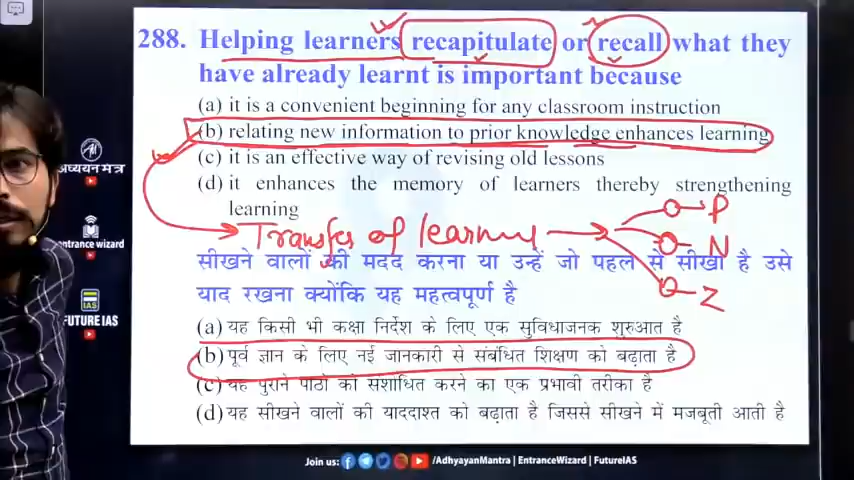 288. Helping learners recapitulate or recall what they
have already learnt is important because
(a) it is a convenient beginning for any classroom instruction
(b) relating new information to prior knowledge enhances learning
(c) it is an effective way of revising old lessons
(d) it enhances the memory of learners thereby strengthening
learning
Transfer of learning
P
N
Z
सीखने वालों की मदद करना या उन्हें जो पहले से सीखा है उसे
याद रखना क्योंकि यह महत्वपूर्ण है
(a) यह किसी भी कक्षा निर्देश के लिए एक सुविधाजनक शुरुआत है
(b) पूर्व ज्ञान के लिए नई जानकारी से संबंधित शिक्षण को बढ़ाता है
(c) यह पुराने पाठों को संशोधित करने का एक प्रभावी तरीका है
(d) यह सीखने वालों की याददाश्त को बढ़ाता है जिससे सीखने में मजबूती आती है
अध्ययन मंत्र
entrance wizard
IAS
FUTURE IAS
Join us: /AdhyayanMantra | EntranceWizard | FutureIAS